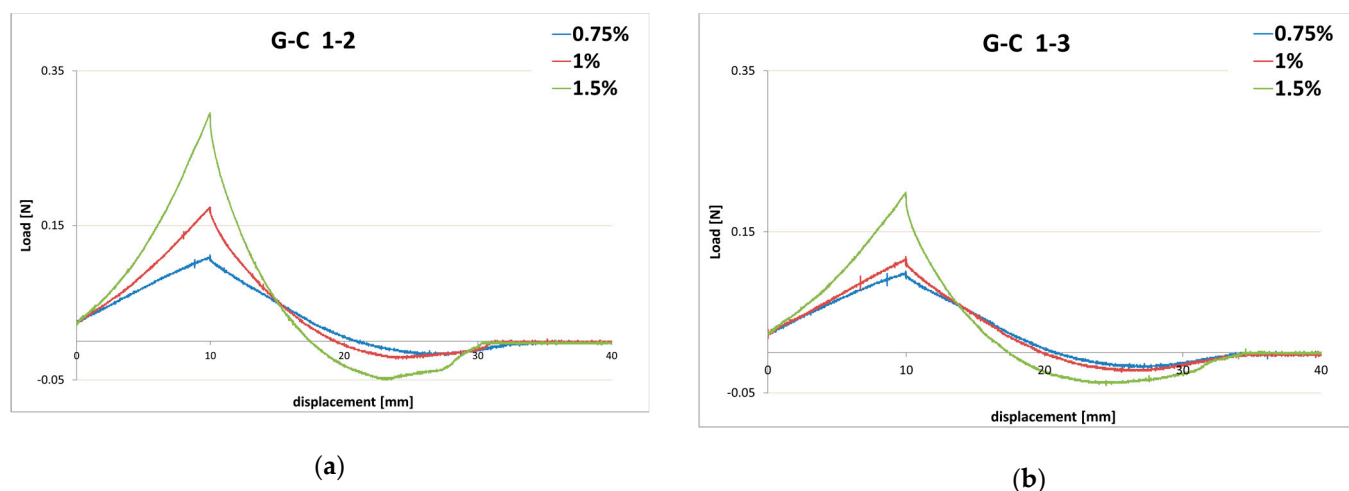 G-C 1-2
0.75%
1%
1.5%
0.35
0.15
-0.05
0
10
20
30
40
Load [N]
displacement [mm]
(a)
G-C 1-3
0.75%
1%
1.5%
0.35
0.15
-0.05
0
10
20
30
40
Load [N]
displacement [mm]
(b)